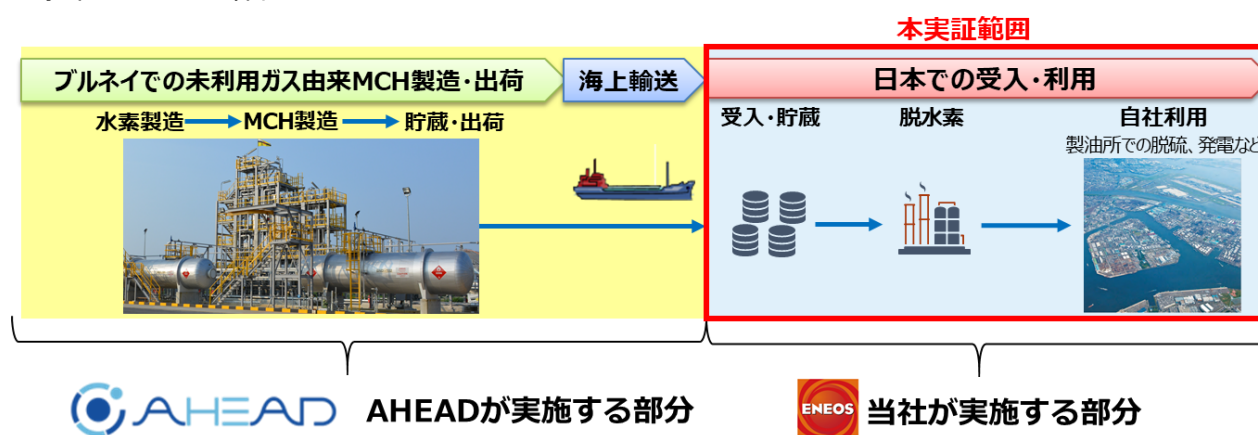 本実証範囲
ブルネイでの未利用ガス由来MCH製造・出荷
海上輸送
日本での受入・利用
水素製造
MCH製造
貯蔵・出荷
受入・貯蔵
脱水素
自社利用
製油所での脱硫、発電など
AHEAD
AHEADが実施する部分
ENEOS
当社が実施する部分